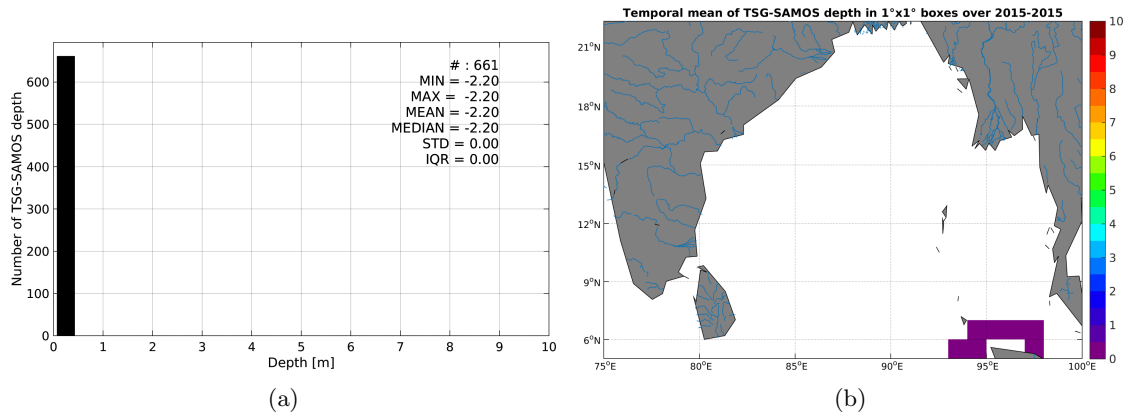 600
500
400
300
200
100
0
Number of TSG-SAMOS depth
# : 661
MIN = -2.20
MAX = -2.20
MEAN = -2.20
MEDIAN = -2.20
STD = 0.00
IQR = 0.00
0 1 2 3 4 5 6 7 8 9 10
Depth [m]
(a)
Temporal mean of TSG-SAMOS depth in 1°x1° boxes over 2015-2015
21°N
18°N
15°N
12°N
9°N
6°N
75°E 80°E 85°E 90°E 95°E 100°E
10
9
8
7
6
5
4
3
2
1
0
(b)